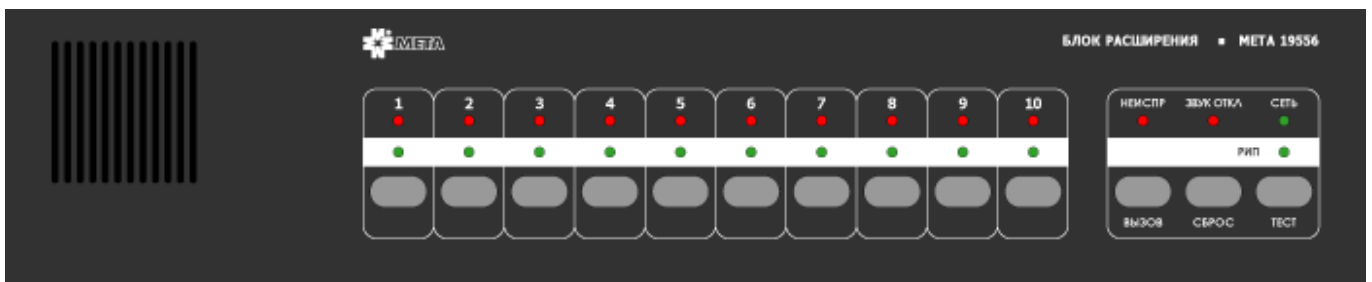 МЕТА
БЛОК РАСШИРЕНИЯ ▪ МЕТА 19556
1 2 3 4 5 6 7 8 9 10
НЕИСПР ЗВУК ОТКЛ СЕТЬ
РИП
ВЫЗОВ СБРОС ТЕСТ